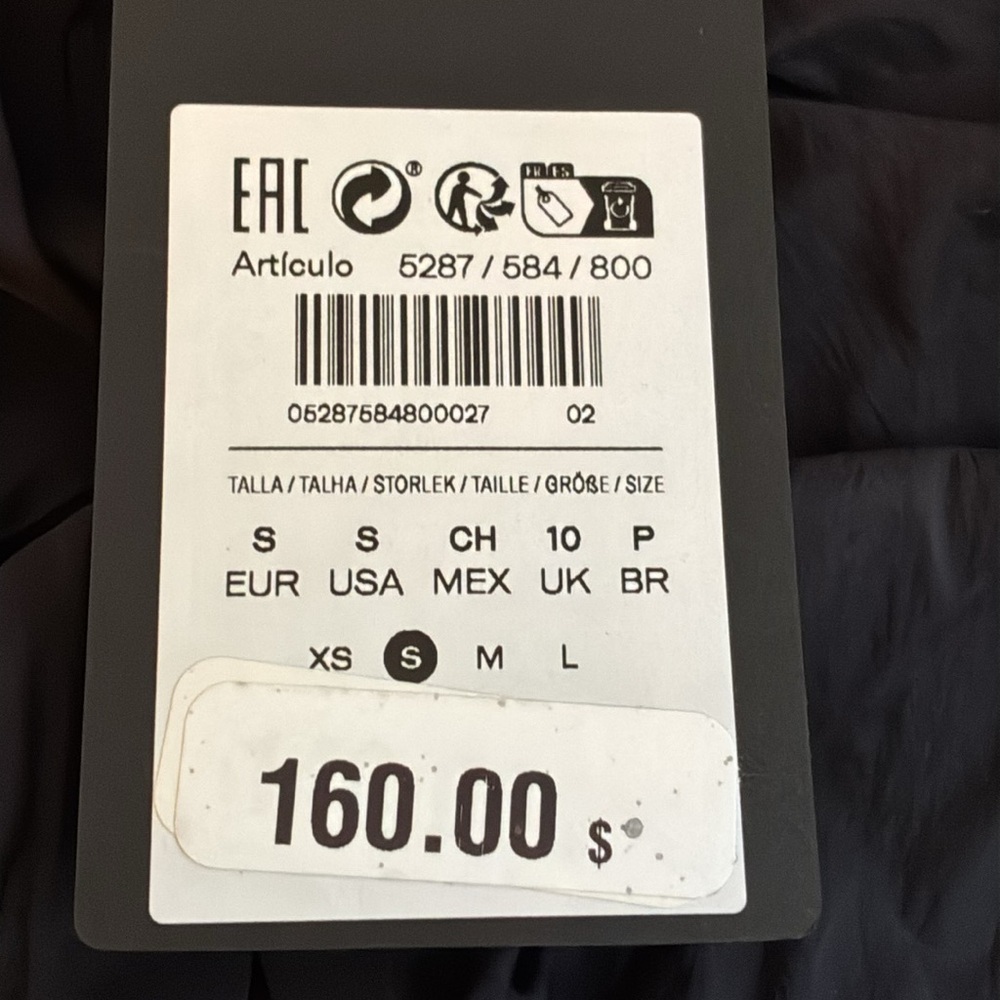 EAC ®
Artículo 5287 / 584 / 800
05287584800027 02
TALLA / TALHA / STORLEK / TAILLE / GRÖßE / SIZE
S S CH 10 P
EUR USA MEX UK BR
XS S M L
160.00 $